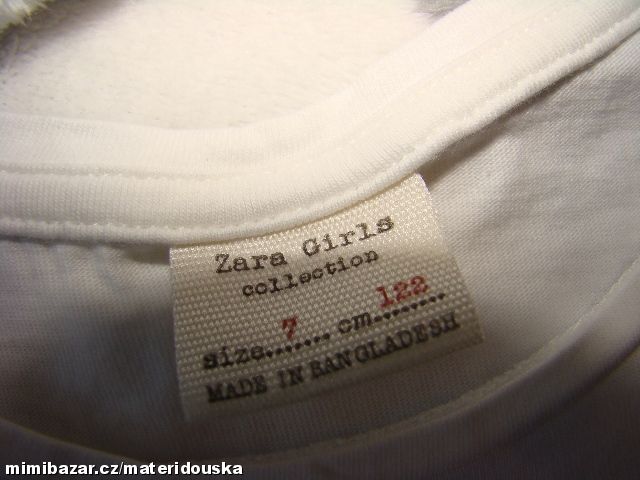 Zara Girls
collection
size....7... cm....122....
MADE IN BANGLADESH
mimibazar.cz/materidouska